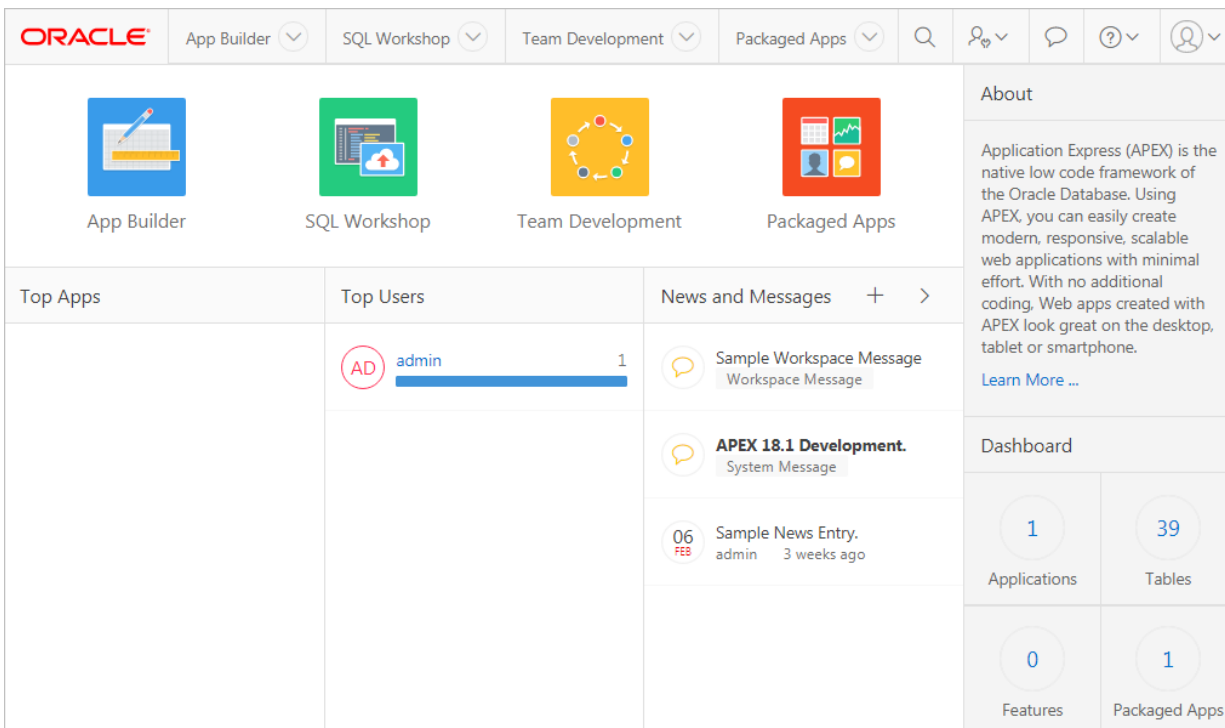 ORACLE
App Builder
SQL Workshop
Team Development
Packaged Apps
App Builder
SQL Workshop
Team Development
Packaged Apps
Top Apps
Top Users
AD
admin
1
News and Messages
Sample Workspace Message
Workspace Message
APEX 18.1 Development.
System Message
06
FEB
Sample News Entry.
admin 3 weeks ago
About
Application Express (APEX) is the
native low code framework of
the Oracle Database. Using
APEX, you can easily create
modern, responsive, scalable
web applications with minimal
effort. With no additional
coding, Web apps created with
APEX look great on the desktop,
tablet or smartphone.
Learn More ...
Dashboard
1
Applications
39
Tables
0
Features
1
Packaged Apps